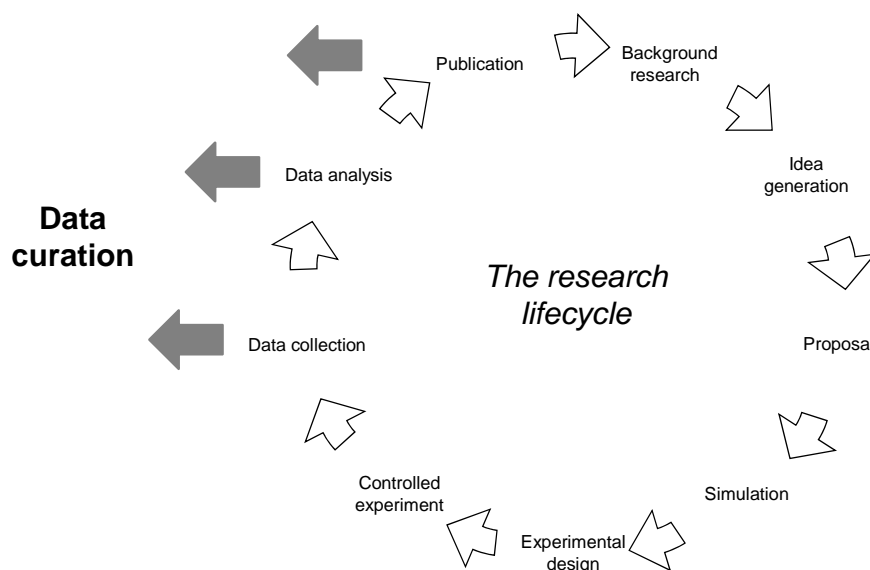 Publication
Background
research
Idea
generation
Data analysis
Data
curation
The research
lifecycle
Data collection
Proposa
Controlled
experiment
Simulation
Experimental
design